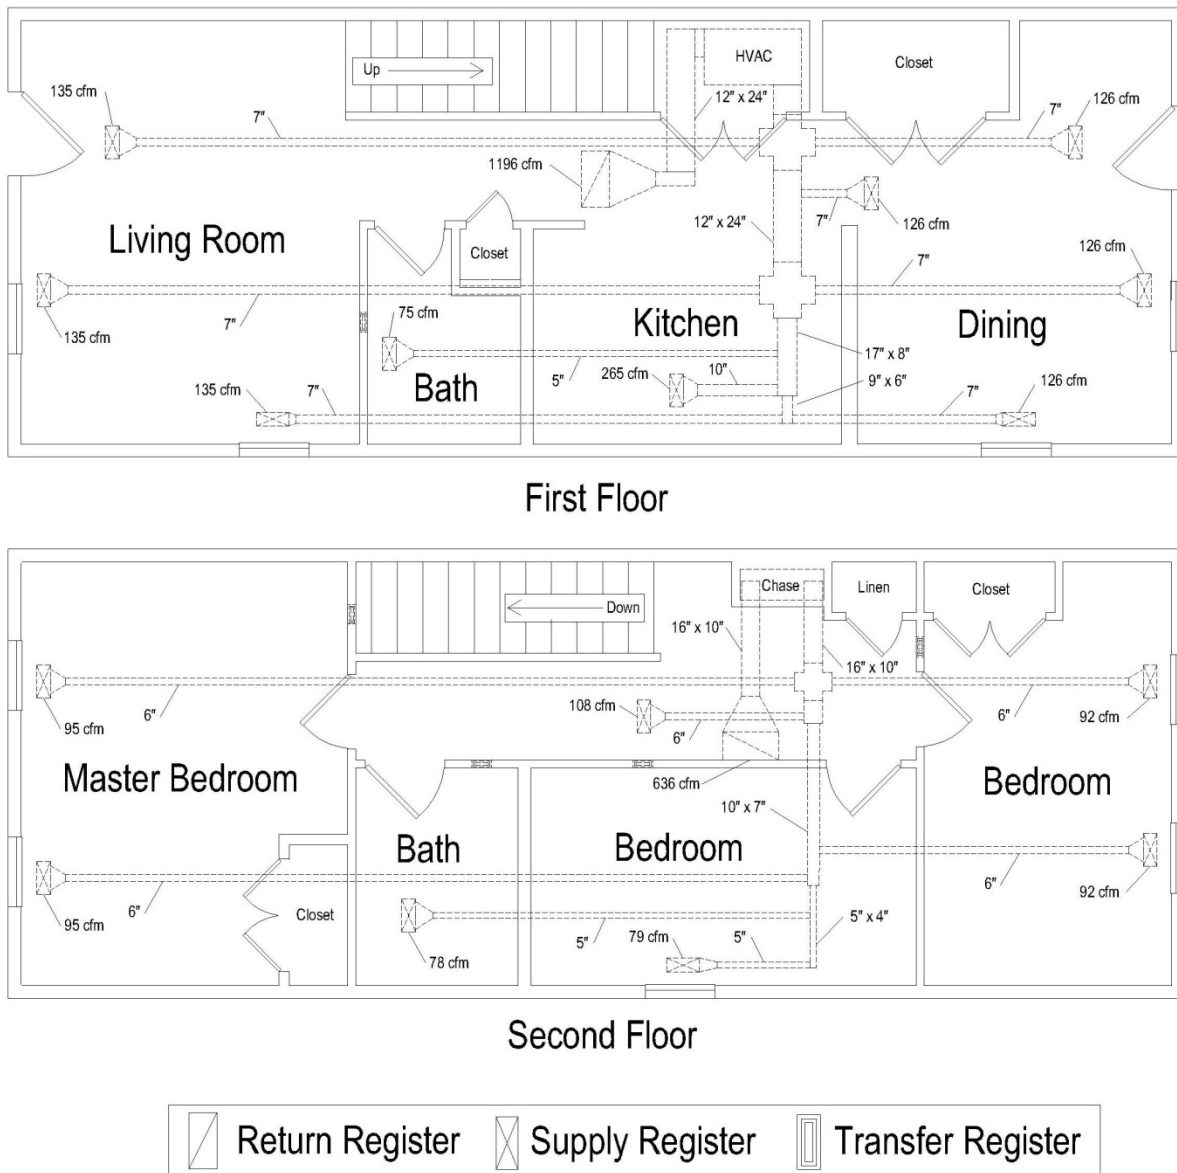 HVAC
Closet
Up
135 cfm
7"
12" x 24"
7"
126 cfm
1196 cfm
Living Room
Closet
12" x 24"
7"
126 cfm
126 cfm
7"
135 cfm
7"
75 cfm
Kitchen
Dining
17" x 8"
5"
265 cfm
10"
9" x 6"
Bath
135 cfm
7"
7"
126 cfm
First Floor
Chase
Linen
Closet
Down
16" x 10"
16" x 10"
95 cfm
6"
108 cfm
6"
6"
92 cfm
Master Bedroom
636 cfm
Bedroom
10" x 7"
Bath
Bedroom
95 cfm
6"
Closet
6"
92 cfm
78 cfm
5"
79 cfm
5"
5" x 4"
Second Floor
Return Register
Supply Register
Transfer Register